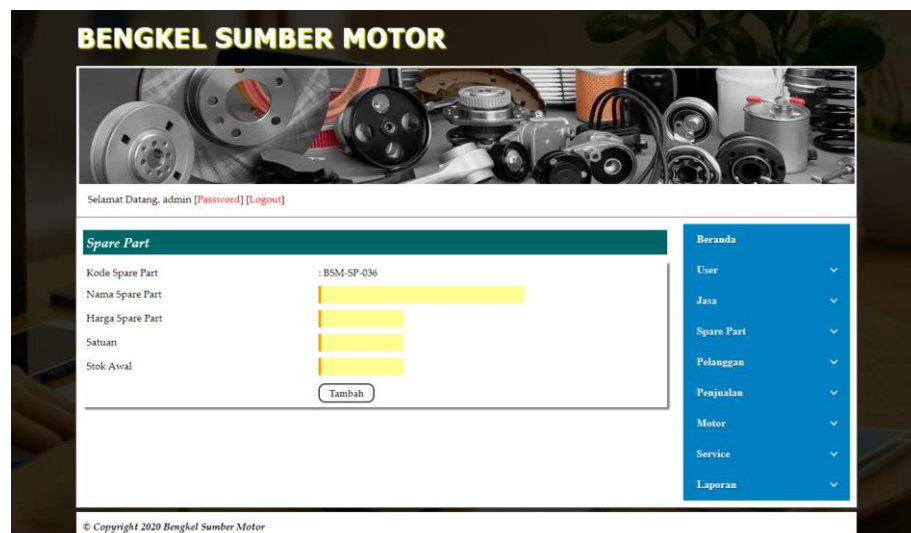 BENGKEL SUMBER MOTOR
Selamat Datang, admin [Password] [Logout]
Spare Part
Kode Spare Part : BSM-SP-036
Nama Spare Part
Harga Spare Part
Satuan
Stok Awal
Tambah
Beranda
User
Jasa
Spare Part
Pelanggan
Penjualan
Motor
Service
Laporan
© Copyright 2020 Bengkel Sumber Motor